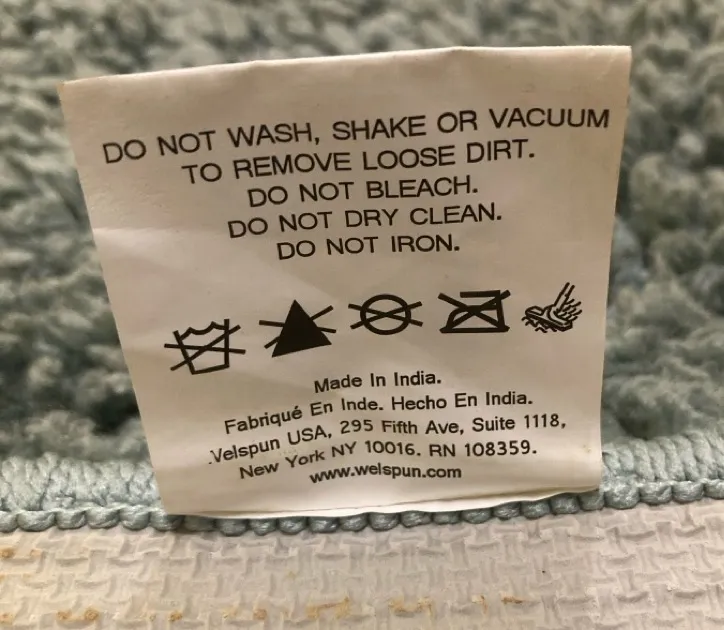 DO NOT WASH, SHAKE OR VACUUM
TO REMOVE LOOSE DIRT.
DO NOT BLEACH.
DO NOT DRY CLEAN.
DO NOT IRON.
Made In India.
Fabriqué En Inde. Hecho En India.
Welspun USA, 295 Fifth Ave, Suite 1118,
New York NY 10016. RN 108359.
www.welspun.com